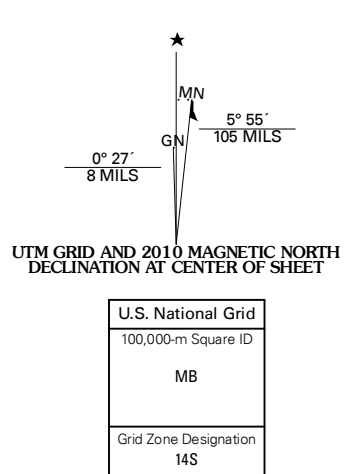 MN
GN
5° 55´
105 MILS
0° 27´
8 MILS
UTM GRID AND 2010 MAGNETIC NORTH
DECLINATION AT CENTER OF SHEET
U.S. National Grid
100,000-m Square ID
MB
Grid Zone Designation
14S